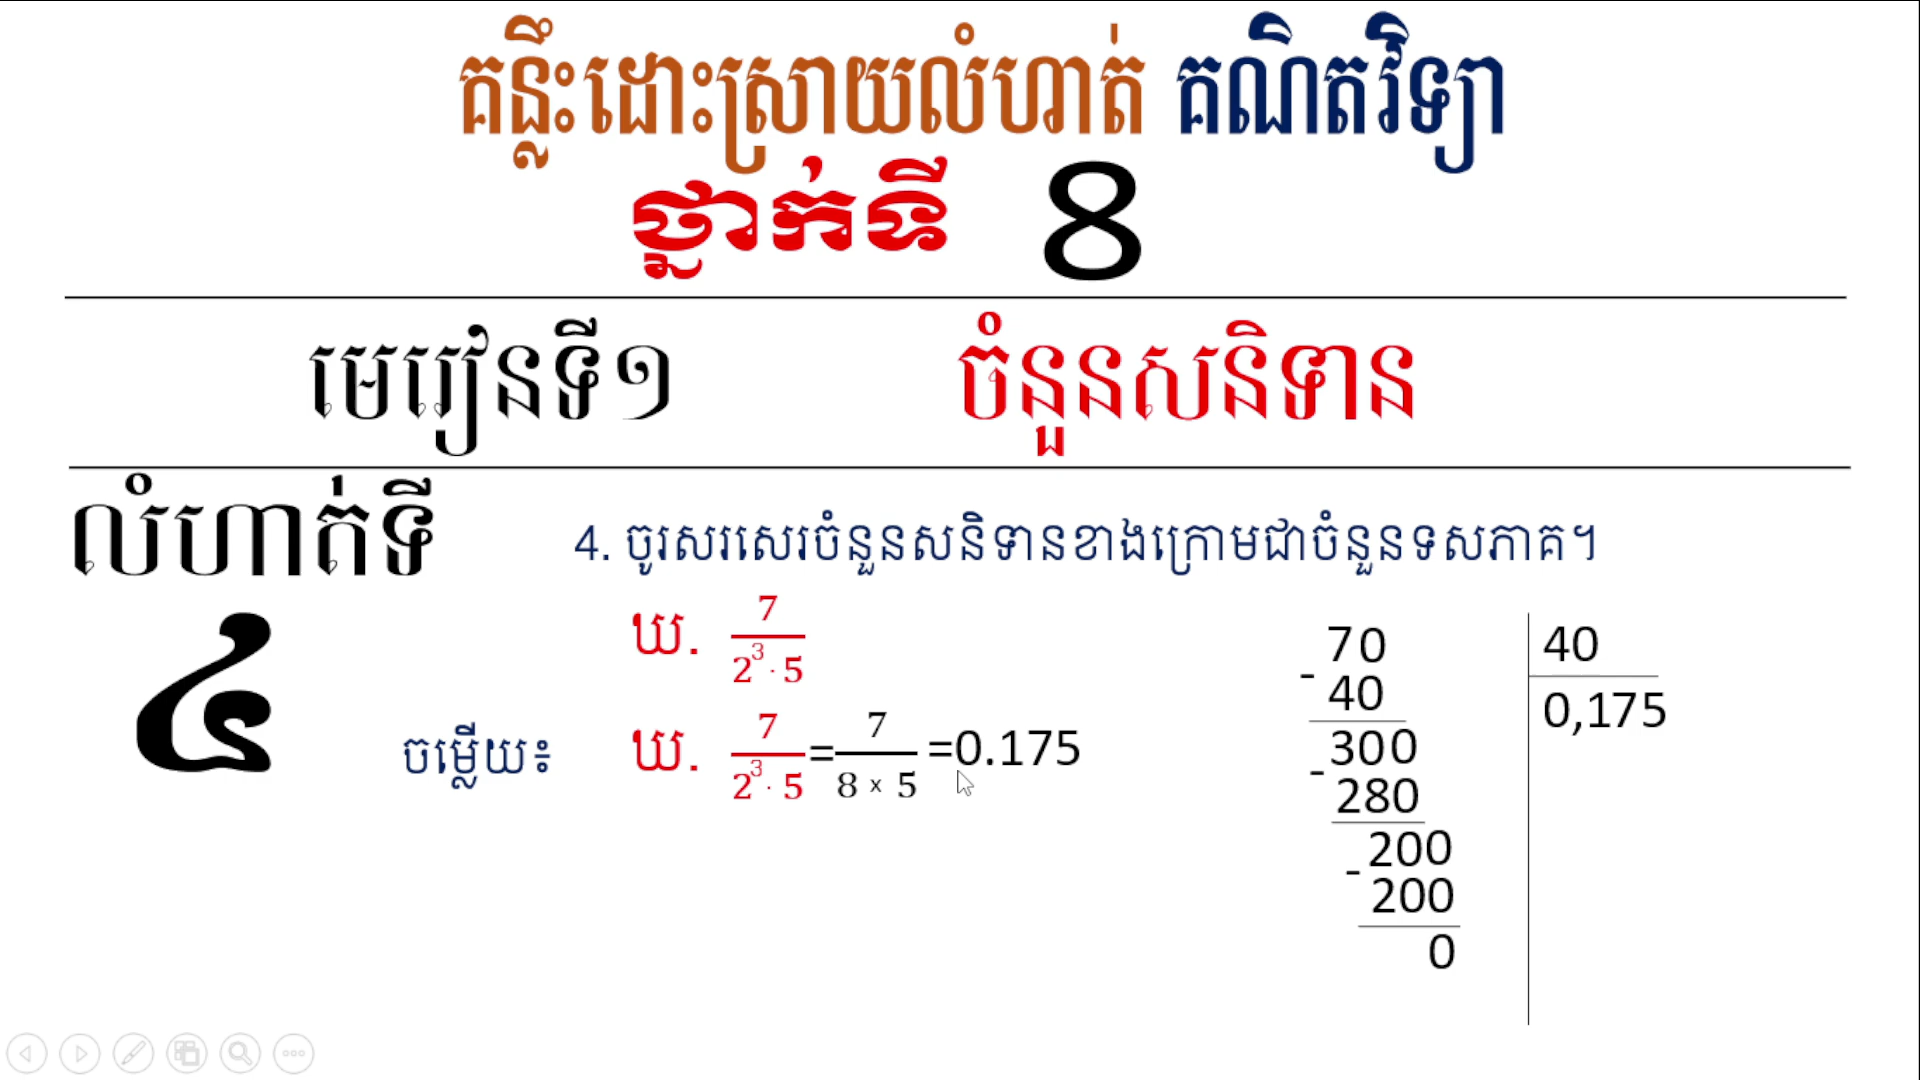 គន្លឹះដោះស្រាយលំហាត់ គណិតវិទ្យា
ថ្នាក់ទី 8
មេរៀនទី១ ចំនួនសនិទាន
លំហាត់ទី
៤
4. ចូរសរសេរចំនួនសនិទានខាងក្រោមជាចំនួនទសភាគ។
ឃ. 7/(2³·5)
ចម្លើយ៖ ឃ. 7/(2³·5)=7/(8 × 5)=0.175
70 40
- 40 0,175
300
- 280
200
- 200
0